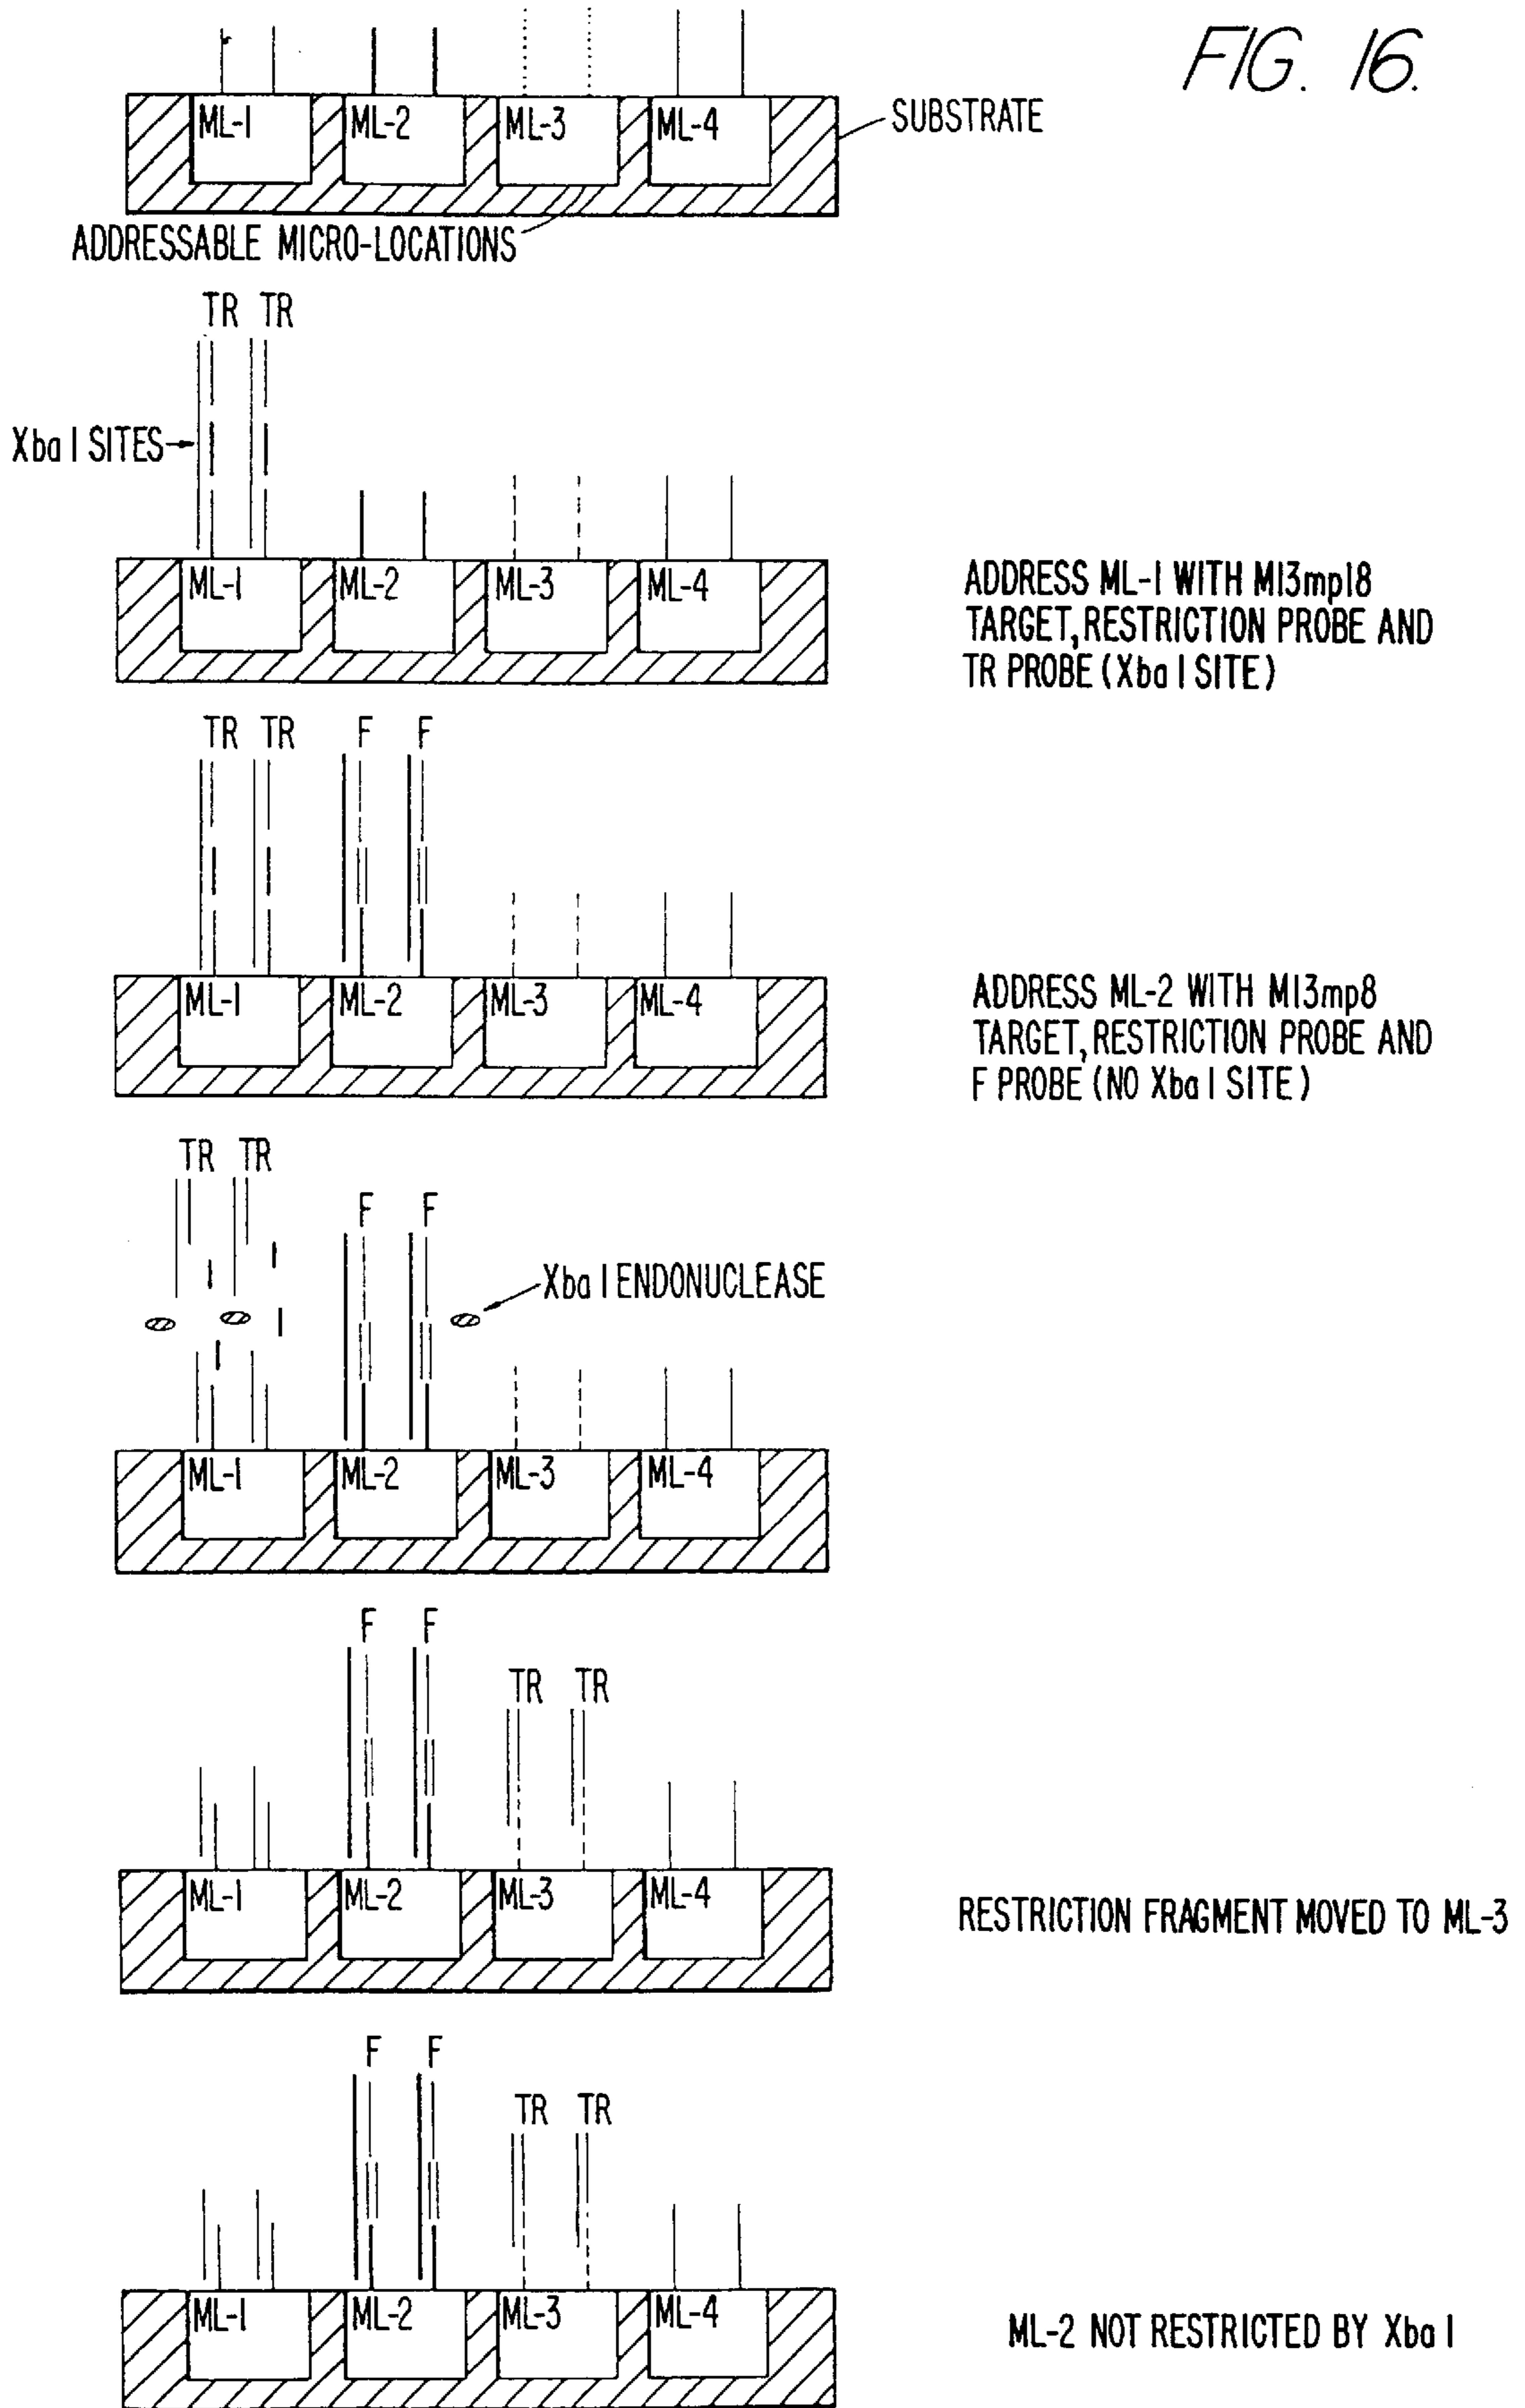 FIG. 16.
ML-1 ML-2 ML-3 ML-4
SUBSTRATE
ADDRESSABLE MICRO-LOCATIONS
TR TR
Xba I SITES
ML-1 ML-2 ML-3 ML-4
ADDRESS ML-1 WITH M13mp18
TARGET, RESTRICTION PROBE AND
TR PROBE (Xba I SITE)
TR TR F F
ML-1 ML-2 ML-3 ML-4
ADDRESS ML-2 WITH M13mp8
TARGET, RESTRICTION PROBE AND
F PROBE (NO Xba I SITE)
TR TR
F F
Xba I ENDONUCLEASE
ML-1 ML-2 ML-3 ML-4
F F
TR TR
ML-1 ML-2 ML-3 ML-4
RESTRICTION FRAGMENT MOVED TO ML-3
F F
TR TR
ML-1 ML-2 ML-3 ML-4
ML-2 NOT RESTRICTED BY Xba I